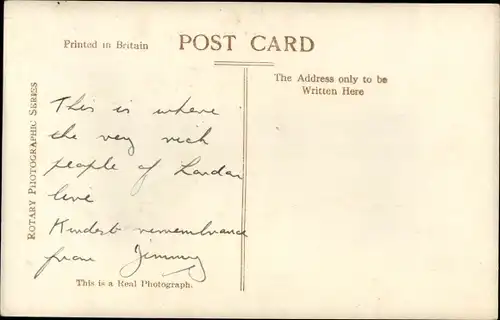 Printed in Britain
POST CARD
The Address only to be
Written Here
ROTARY PHOTOGRAPHIC SERIES
This is where
the very rich
people of London
live
Kindest remembrance
from Jimmy
This is a Real Photograph.